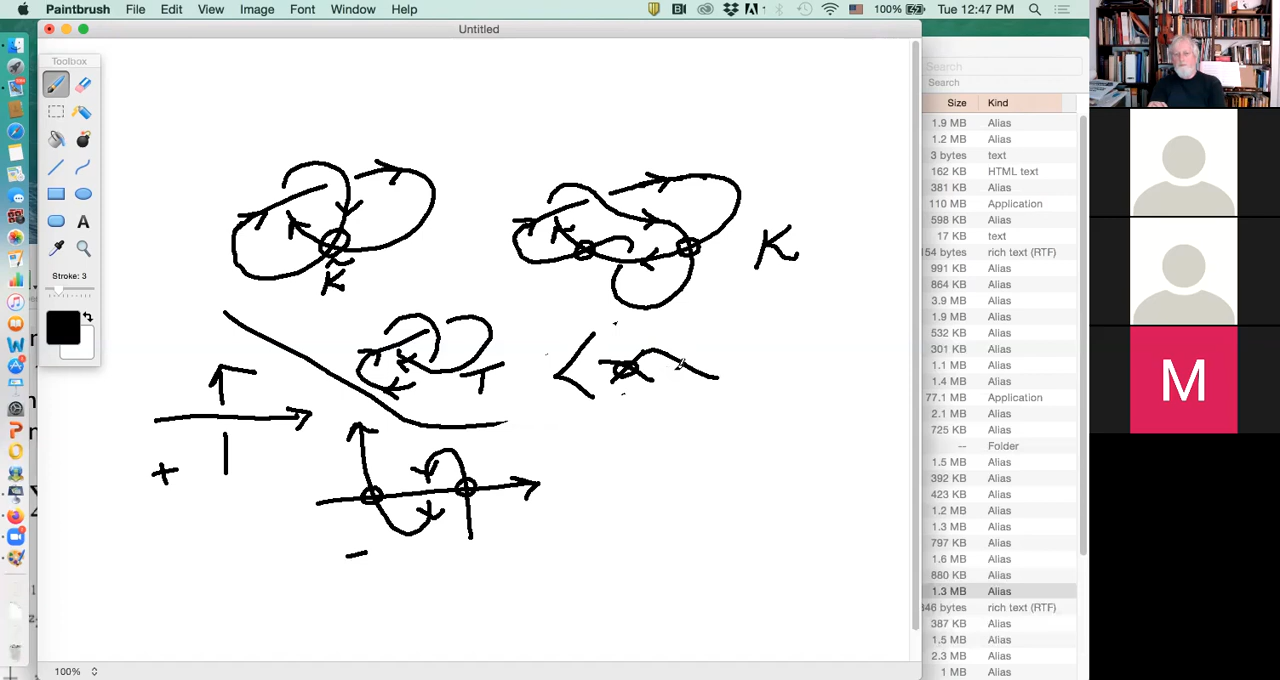 Paintbrush File Edit View Image Font Window Help 100% Tue 12:47 PM
Untitled
Toolbox
A
Stroke: 3
K
K
T
+
-
100%
Search
Search
Size Kind
1.9 MB Alias
1.2 MB Alias
3 bytes text
162 KB HTML text
381 KB Alias
110 MB Application
598 KB Alias
17 KB text
154 bytes rich text (RTF)
991 KB Alias
864 KB Alias
3.9 MB Alias
1.9 MB Alias
532 KB Alias
301 KB Alias
1.1 MB Alias
1.4 MB Alias
77.1 MB Application
2.1 MB Alias
725 KB Alias
-- Folder
1.5 MB Alias
392 KB Alias
423 KB Alias
1.2 MB Alias
1.3 MB Alias
797 KB Alias
1.6 MB Alias
880 KB Alias
1.3 MB Alias
346 bytes rich text (RTF)
387 KB Alias
1.5 MB Alias
2.3 MB Alias
1 MB Alias
M